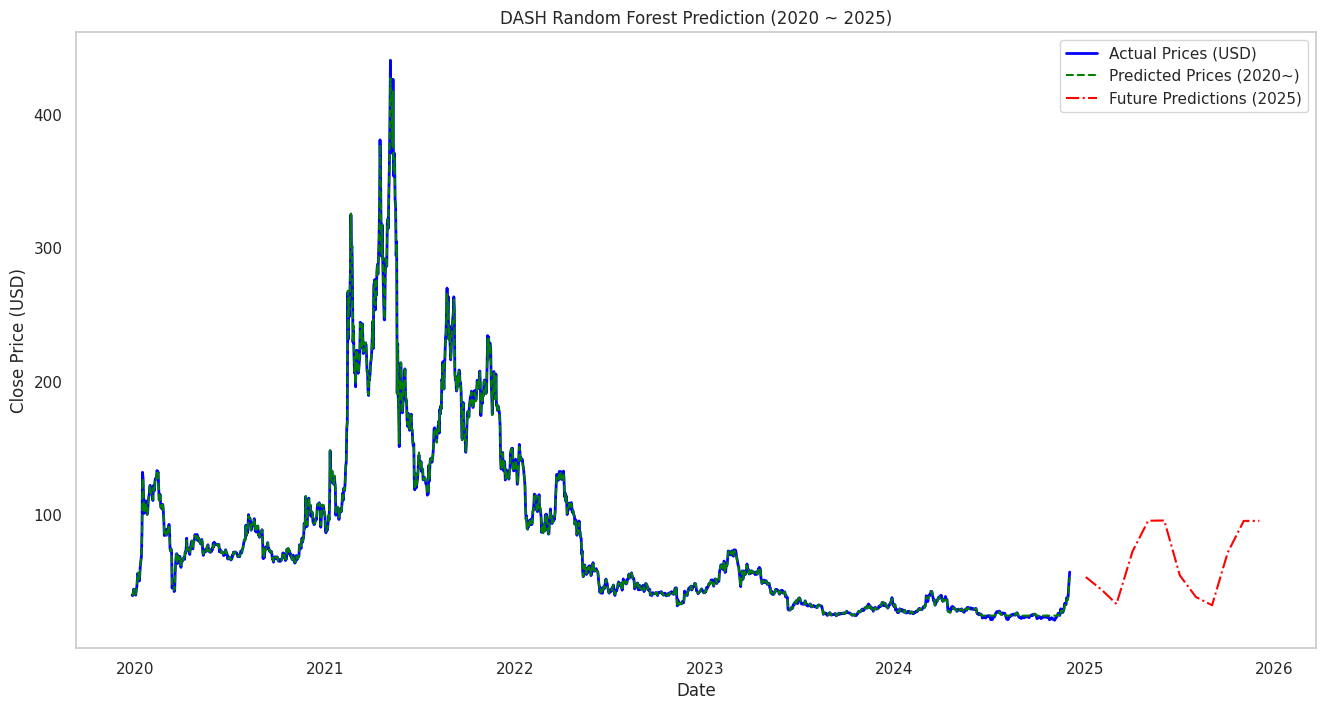 DASH Random Forest Prediction (2020 ~ 2025)
Actual Prices (USD)
Predicted Prices (2020~)
Future Predictions (2025)
Close Price (USD)
400
300
200
100
2020 2021 2022 2023 2024 2025 2026
Date